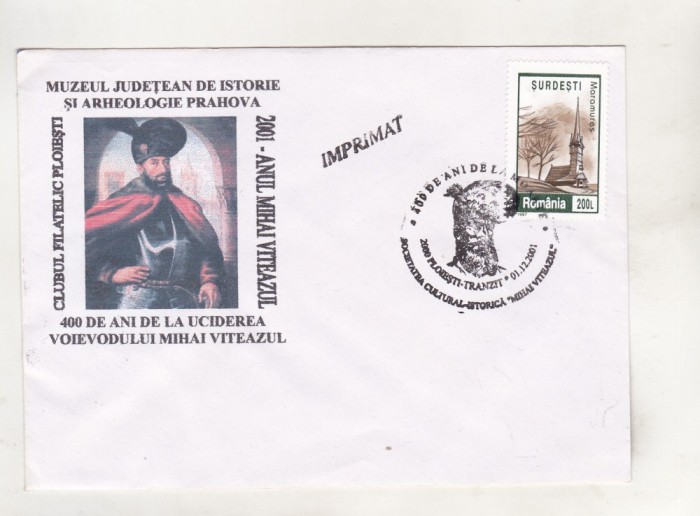 MUZEUL JUDEȚEAN DE ISTORIE
ȘI ARHEOLOGIE PRAHOVA
CLUBUL FILATELIC PLOIEȘTI
2001 - ANUL MIHAI VITEAZUL
400 DE ANI DE LA UCIDEREA
VOIEVODULUI MIHAI VITEAZUL
IMPRIMAT
ȘURDEȘTI
Maramureș
România 200L
1997
DE ANI DE LA
2000 PLOIEȘTI-TRANZIT * 01.12.2001
SOCIETATEA CULTURAL-ISTORICĂ "MIHAI VITEAZUL"